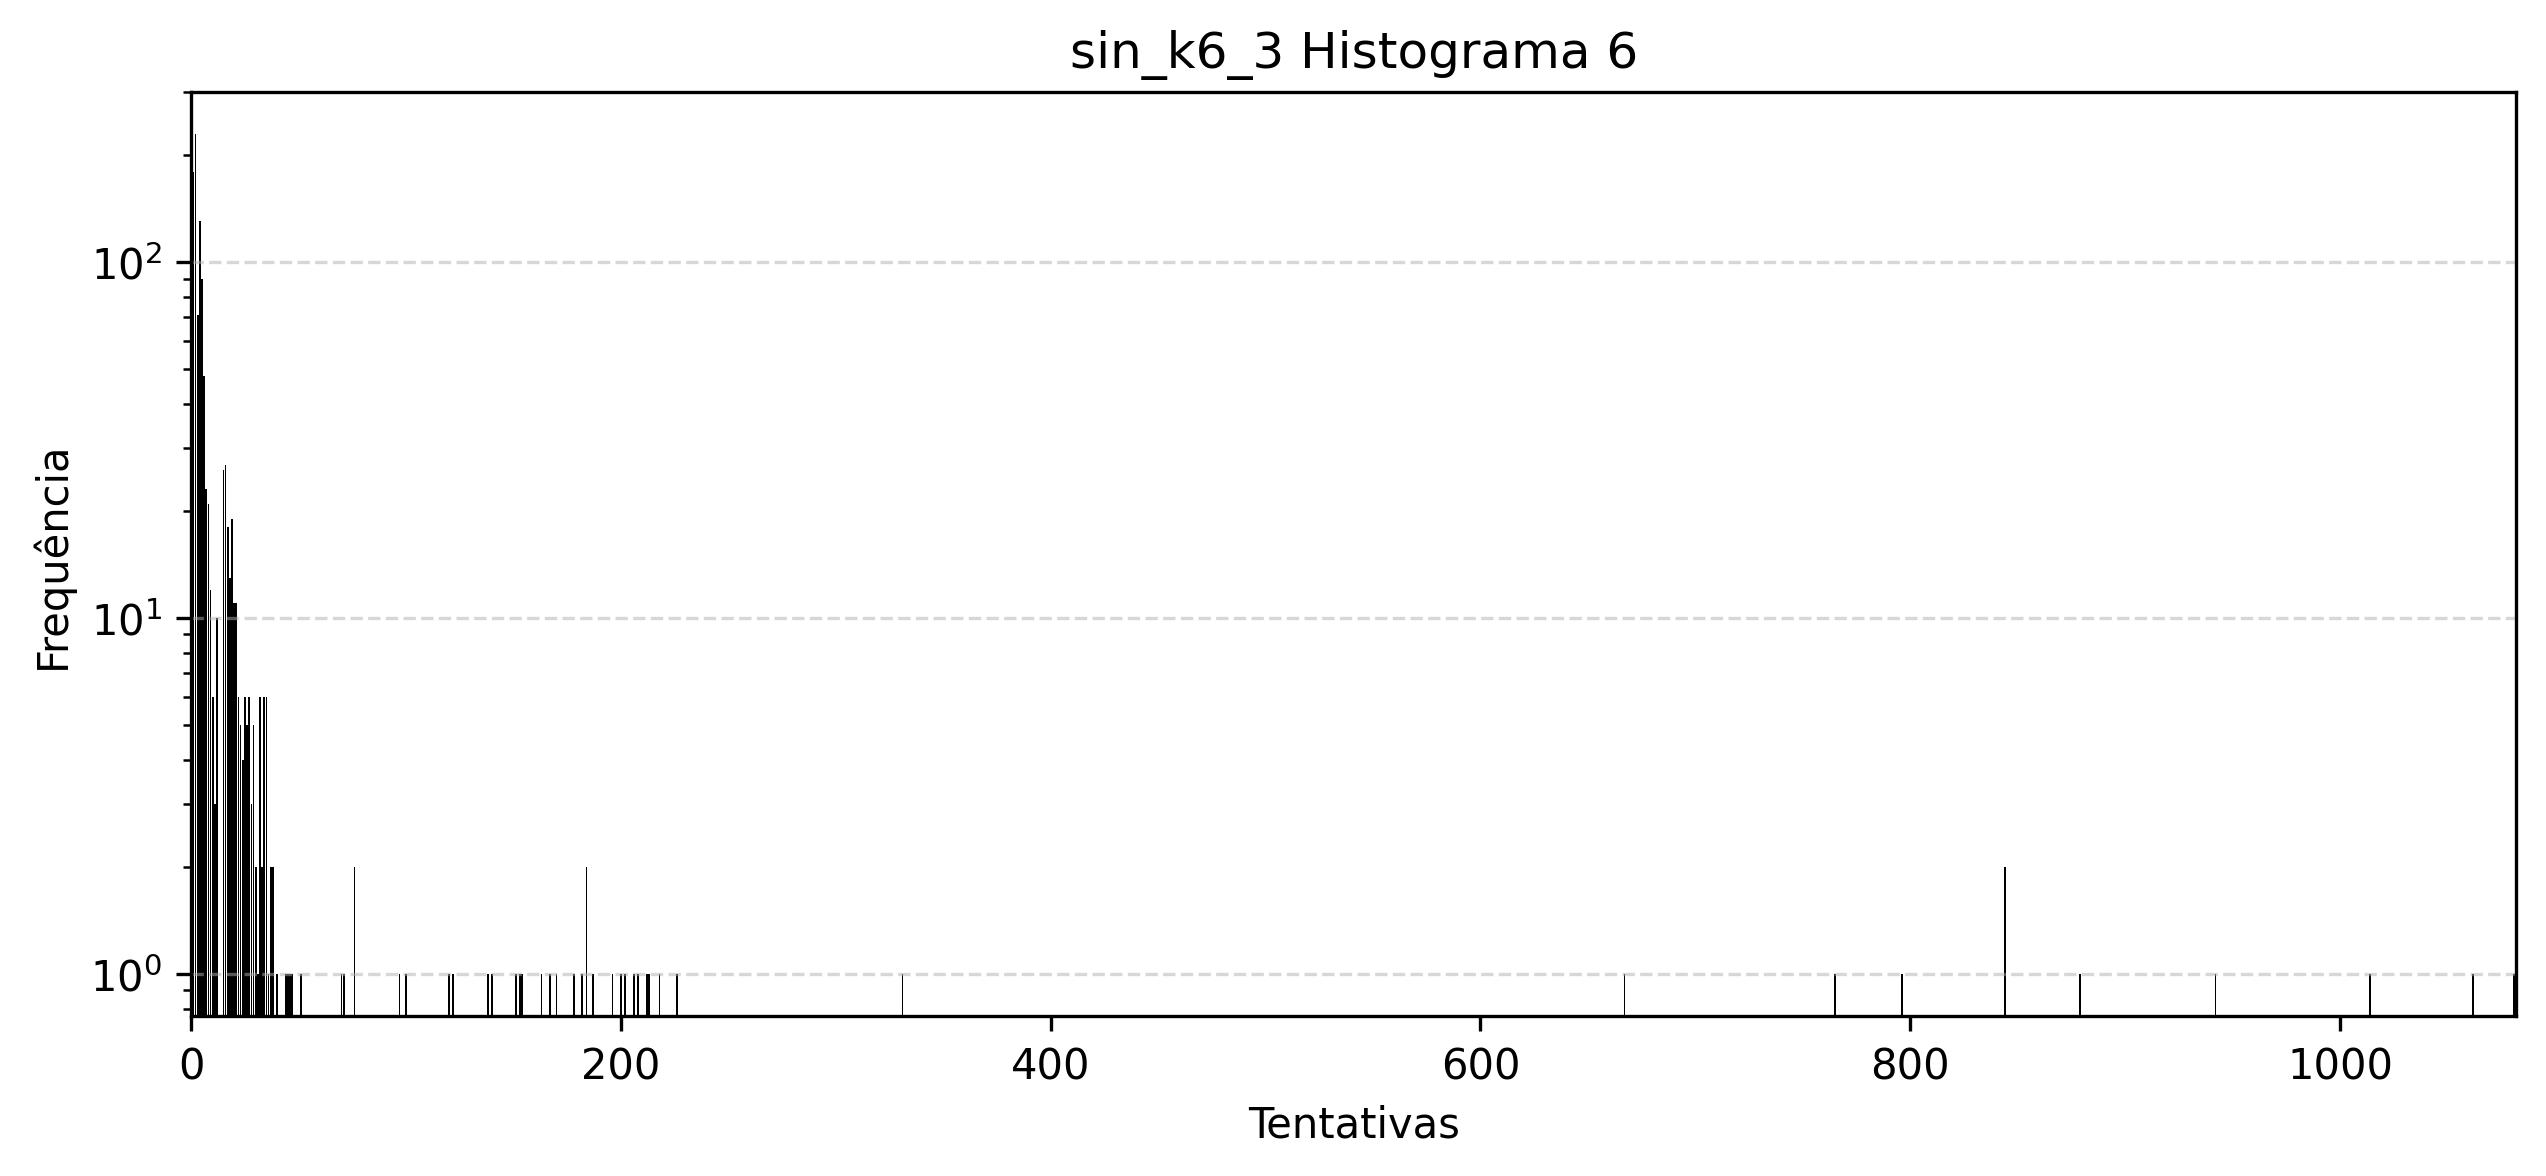 sin_k6_3 Histograma 6
Frequência
10²
10¹
10⁰
0 200 400 600 800 1000
Tentativas